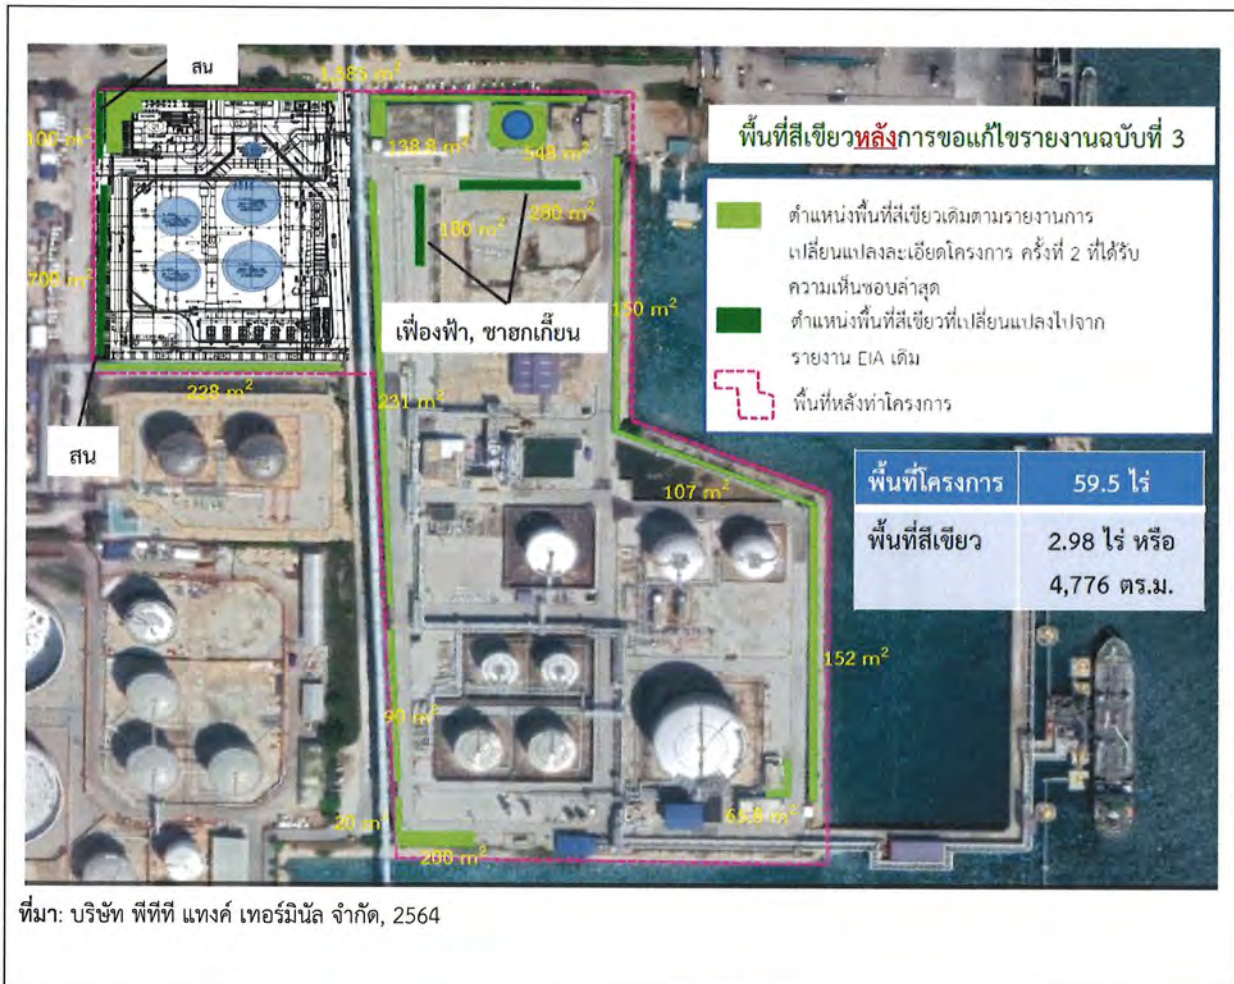 สน
1,585 m²
100 m²
138.8 m²
548 m²
พื้นที่สีเขียวหลังการขอแก้ไขรายงานฉบับที่ 3
ตำแหน่งพื้นที่สีเขียวเดิมตามรายงานการ
เปลี่ยนแปลงละเอียดโครงการ ครั้งที่ 2 ที่ได้รับ
ความเห็นชอบล่าสุด
ตำแหน่งพื้นที่สีเขียวที่เปลี่ยนแปลงไปจาก
รายงาน EIA เดิม
พื้นที่หลังท่าโครงการ
280 m²
180 m²
700 m²
150 m²
เฟื่องฟ้า, ชาฮกเกี้ยน
228 m²
231 m²
สน
107 m²
พื้นที่โครงการ 59.5 ไร่
พื้นที่สีเขียว 2.98 ไร่ หรือ
4,776 ตร.ม.
152 m²
90 m²
20 m²
200 m²
m²
ที่มา: บริษัท พีทีที แทงค์ เทอร์มินัล จำกัด, 2564